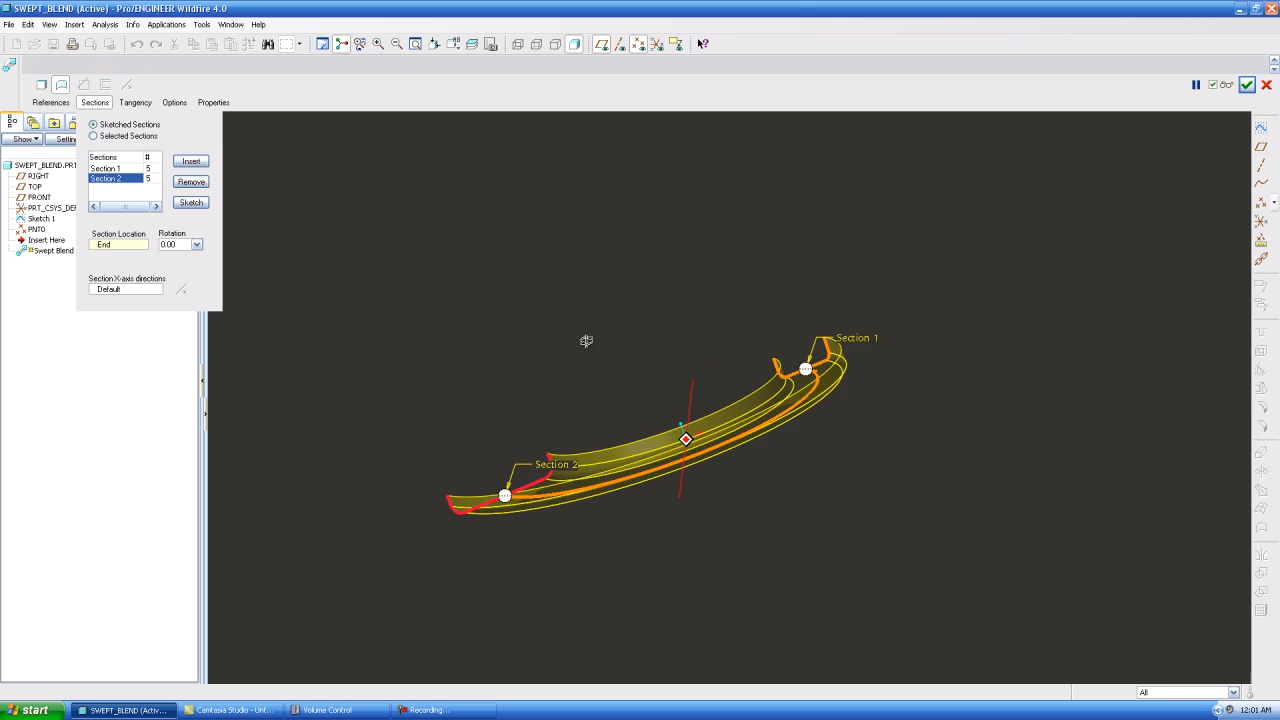 SWEPT_BLEND (Active) - Pro/ENGINEER Wildfire 4.0
File Edit View Insert Analysis Info Applications Tools Window Help
References Sections Tangency Options Properties
Sketched Sections
Selected Sections
Sections #
Section 1 5
Section 2 5
Insert
Remove
Sketch
Section Location Rotation
End 0.00
Section X-axis directions
Default
Show
SWEPT_BLEND.PRT
RIGHT
TOP
FRONT
Sketch 1
PNT0
Insert Here
Swept Blend
Section 1
Section 2
All
start
SWEPT_BLEND (Activ...
Camtasia Studio - Unt...
Volume Control
Recording...
12:01 AM